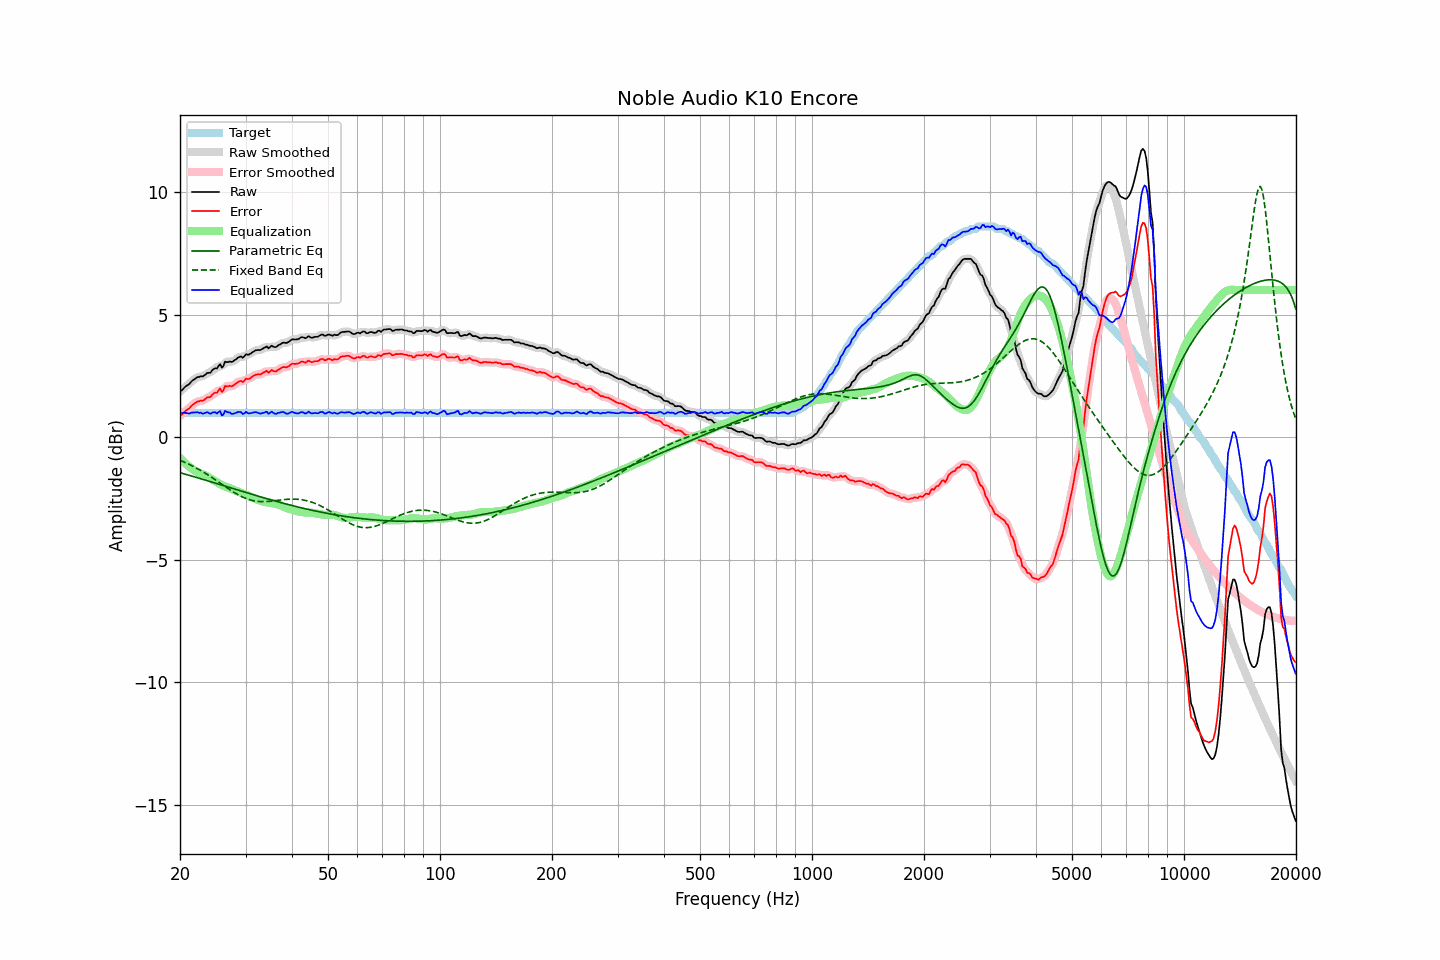 Noble Audio K10 Encore
Target
Raw Smoothed
Error Smoothed
Raw
Error
Equalization
Parametric Eq
Fixed Band Eq
Equalized
Amplitude (dBr)
10
5
0
−5
−10
−15
20 50 100 200 500 1000 2000 5000 10000 20000
Frequency (Hz)